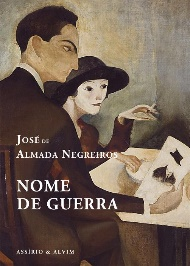 JOSÉ DE
ALMADA NEGREIROS
NOME
DE GUERRA
ASSÍRIO & ALVIM